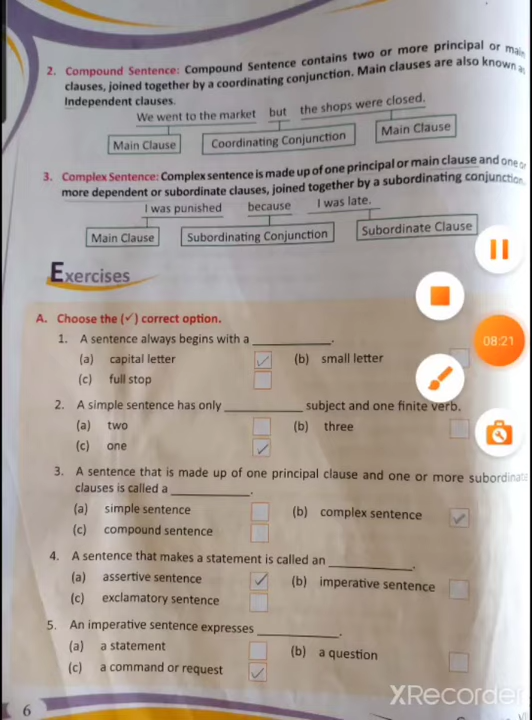 2. Compound Sentence: Compound Sentence contains two or more principal or main
clauses, joined together by a coordinating conjunction. Main clauses are also known as
Independent clauses.
We went to the market but the shops were closed.
Main Clause Coordinating Conjunction Main Clause
3. Complex Sentence: Complex sentence is made up of one principal or main clause and one or
more dependent or subordinate clauses, joined together by a subordinating conjunction.
I was punished because I was late.
Main Clause Subordinating Conjunction Subordinate Clause
Exercises
08:21
A. Choose the (✓) correct option.
1. A sentence always begins with a ____________.
(a) capital letter ✓ (b) small letter
(c) full stop
2. A simple sentence has only ____________ subject and one finite verb.
(a) two (b) three
(c) one ✓
3. A sentence that is made up of one principal clause and one or more subordinate
clauses is called a ____________.
(a) simple sentence (b) complex sentence ✓
(c) compound sentence
4. A sentence that makes a statement is called an ____________.
(a) assertive sentence ✓ (b) imperative sentence
(c) exclamatory sentence
5. An imperative sentence expresses ____________.
(a) a statement (b) a question
(c) a command or request ✓
6
XRecorder